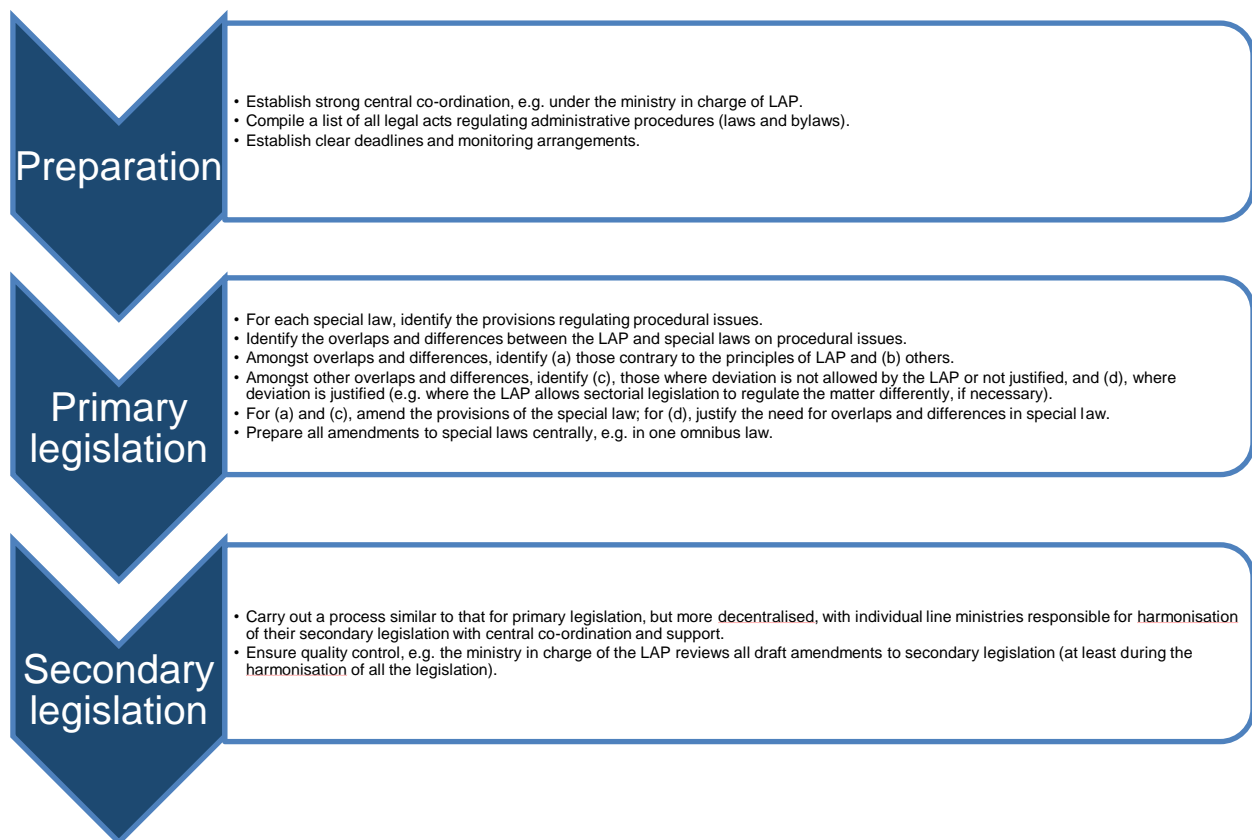 Preparation
• Establish strong central co-ordination, e.g. under the ministry in charge of LAP.
• Compile a list of all legal acts regulating administrative procedures (laws and bylaws).
• Establish clear deadlines and monitoring arrangements.
Primary
legislation
• For each special law, identify the provisions regulating procedural issues.
• Identify the overlaps and differences between the LAP and special laws on procedural issues.
• Amongst overlaps and differences, identify (a) those contrary to the principles of LAP and (b) others.
• Amongst other overlaps and differences, identify (c), those where deviation is not allowed by the LAP or not justified, and (d), where
deviation is justified (e.g. where the LAP allows sectorial legislation to regulate the matter differently, if necessary).
• For (a) and (c), amend the provisions of the special law; for (d), justify the need for overlaps and differences in special law.
• Prepare all amendments to special laws centrally, e.g. in one omnibus law.
Secondary
legislation
• Carry out a process similar to that for primary legislation, but more decentralised, with individual line ministries responsible for harmonisation
of their secondary legislation with central co-ordination and support.
• Ensure quality control, e.g. the ministry in charge of the LAP reviews all draft amendments to secondary legislation (at least during the
harmonisation of all the legislation).